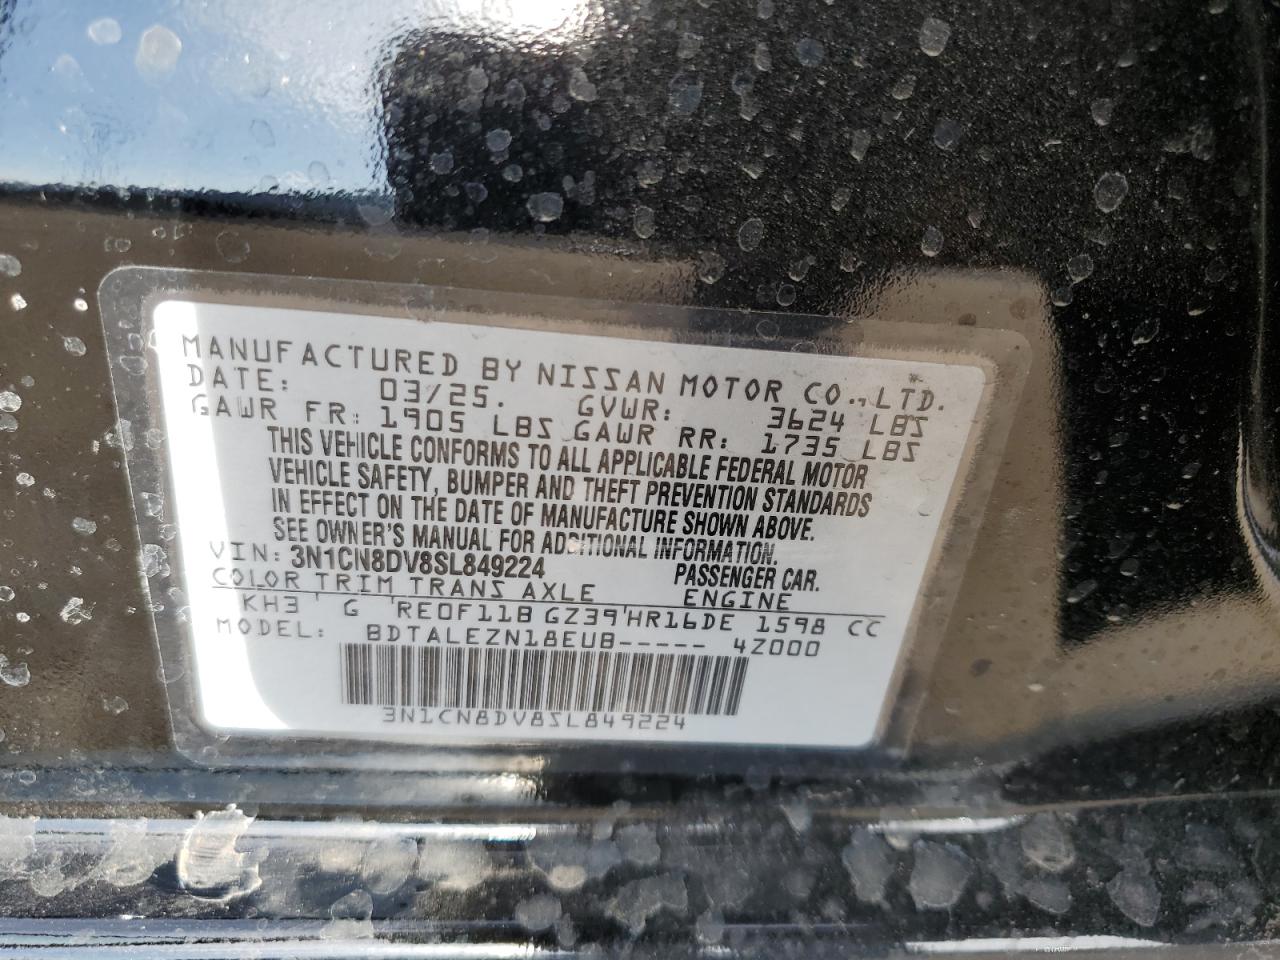 MANUFACTURED BY NISSAN MOTOR CO.,LTD.
DATE: 03/25. GVWR: 3624 LBS
GAWR FR: 1905 LBS GAWR RR: 1735 LBS
THIS VEHICLE CONFORMS TO ALL APPLICABLE FEDERAL MOTOR
VEHICLE SAFETY, BUMPER AND THEFT PREVENTION STANDARDS
IN EFFECT ON THE DATE OF MANUFACTURE SHOWN ABOVE.
SEE OWNER'S MANUAL FOR ADDITIONAL INFORMATION.
VIN: 3N1CN8DV8SL849224 PASSENGER CAR.
COLOR TRIM TRANS AXLE ENGINE
KH3 ' G ' RE0F11B GZ39'HR16DE 1598 CC
MODEL: BDTALEZN18EUB----- 4Z000
3N1CN8DV8SL849224